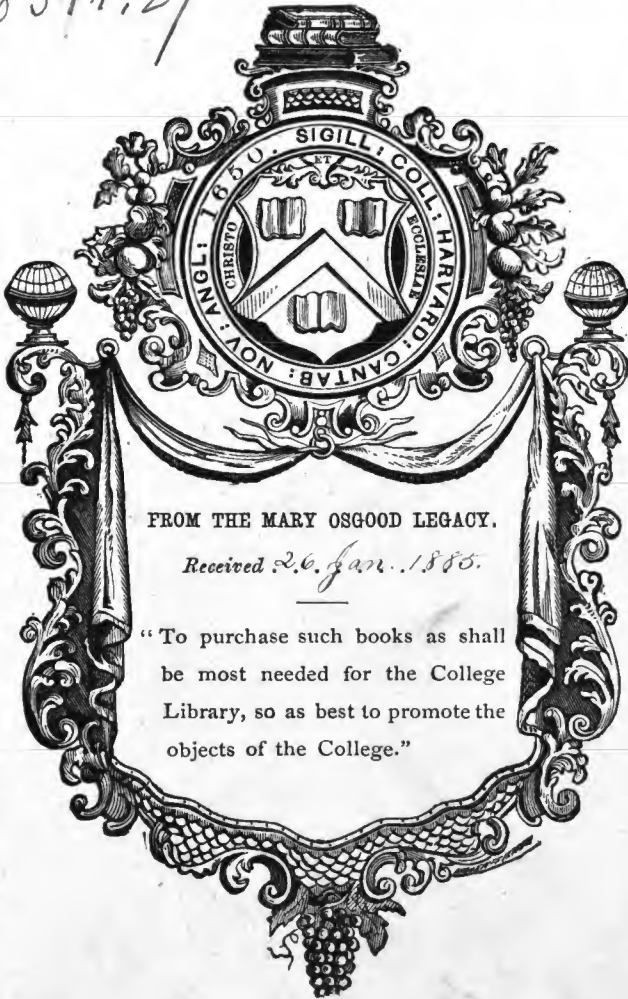 SIGILL: COLL: HARVARD: CANTAB: NOV: ANGL: 1650.
ET
CHRISTO
ECCLESIAE
FROM THE MARY OSGOOD LEGACY.
Received 26. Jan. 1885.
"To purchase such books as shall
be most needed for the College
Library, so as best to promote the
objects of the College."